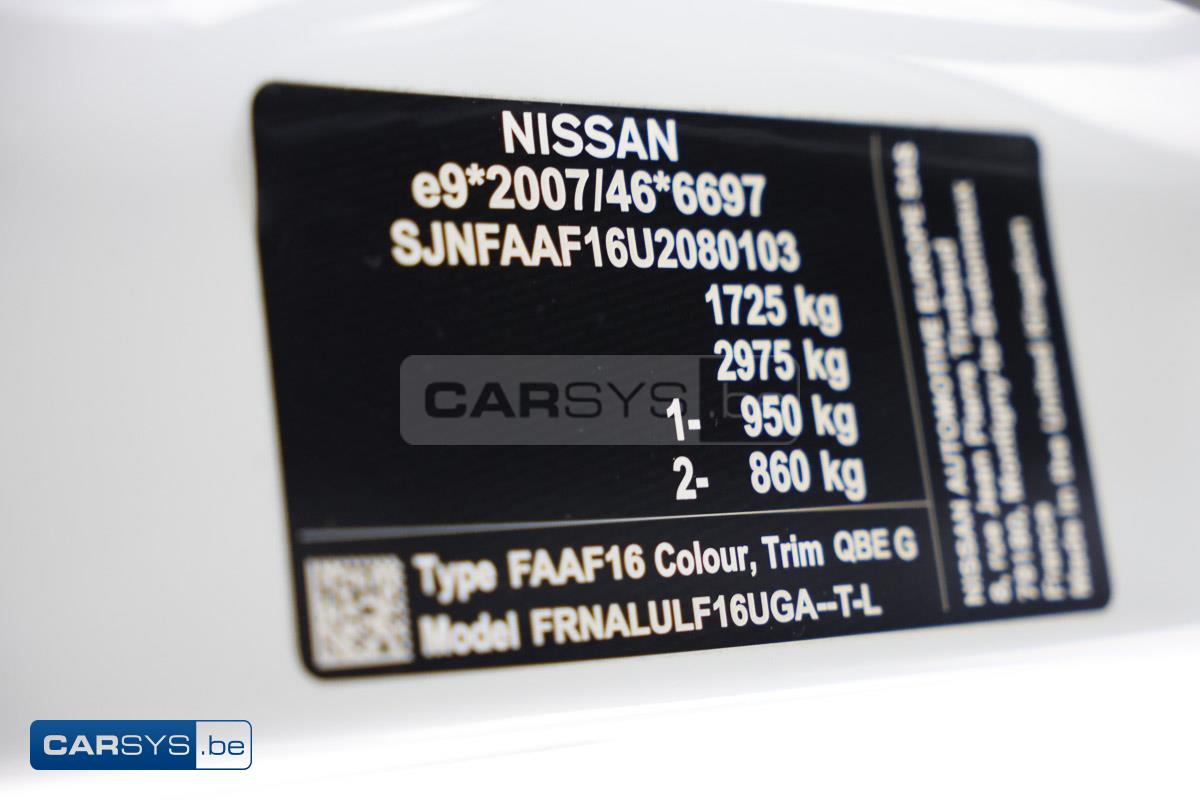 NISSAN
e9*2007/46*6697
SJNFAAF16U2080103
1725 kg
2975 kg
1- 950 kg
2- 860 kg
Type FAAF16 Colour, Trim QBE G
Model FRNALULF16UGA--T-L
NISSAN AUTOMOTIVE EUROPE SAS
8, rue Jean Pierre Timbaud
78180, Montigny-le-Bretonneux
France
Made in the United Kingdom
CARSYS.be
CARSYS.be